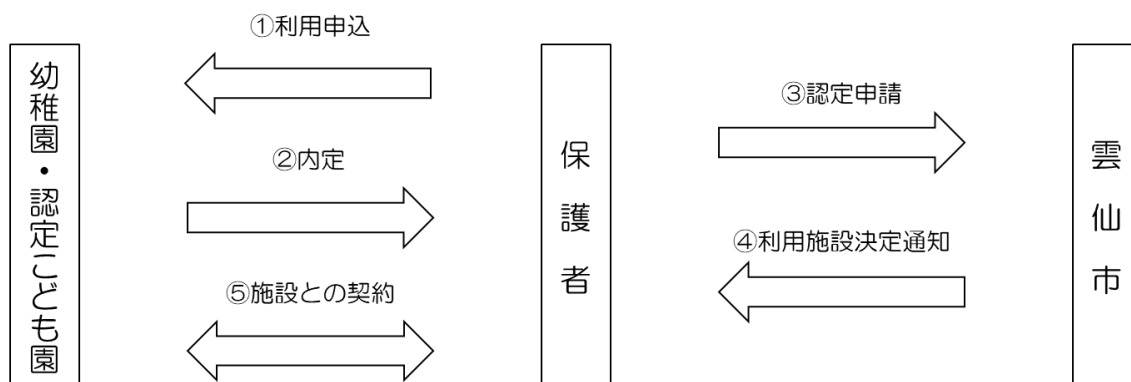 幼稚園・認定こども園
①利用申込
②内定
⑤施設との契約
保護者
③認定申請
④利用施設決定通知
雲仙市